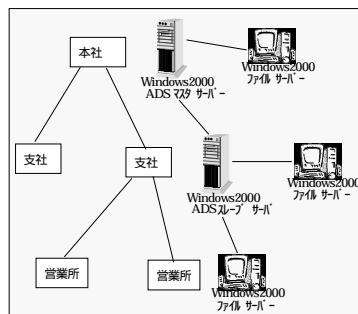 本社
支社
支社
営業所
営業所
Windows2000
ADS マスタ サーバー
Windows2000
ファイル サーバー
Windows2000
ADSスレーブ サーバ
Windows2000
ファイル サーバー
Windows2000
ファイル サーバー